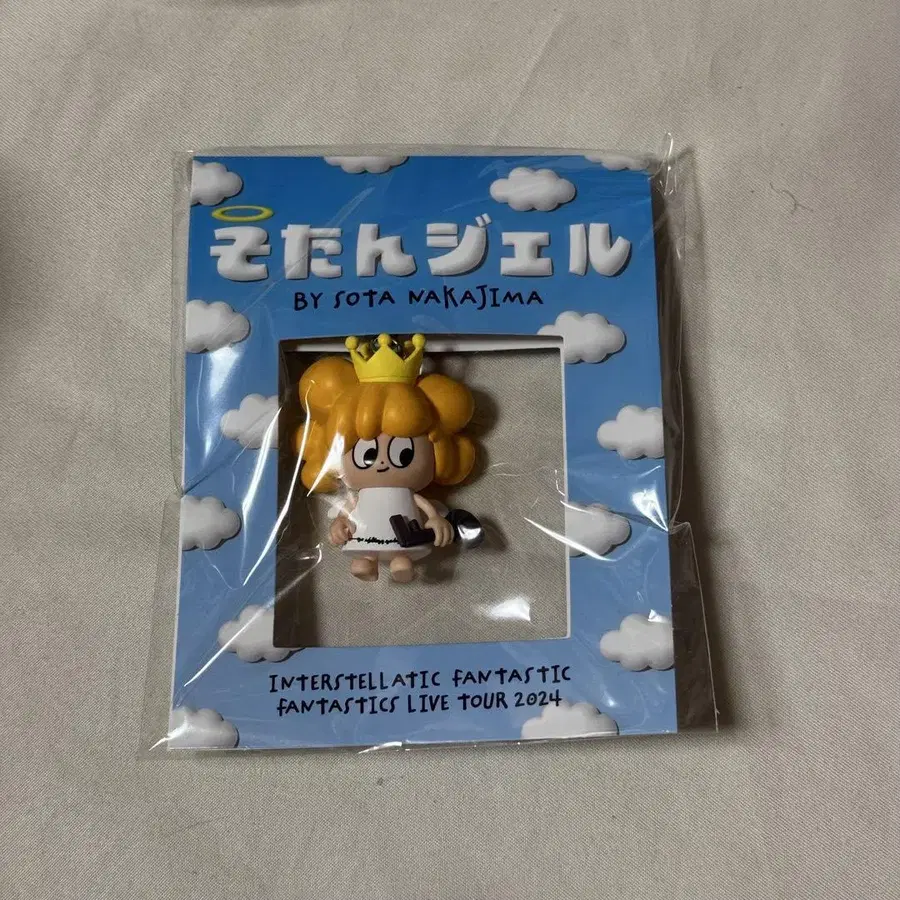 そたんジェル
BY SOTA NAKAJIMA
INTERSTELLATIC FANTASTIC
FANTASTICS LIVE TOUR 2024